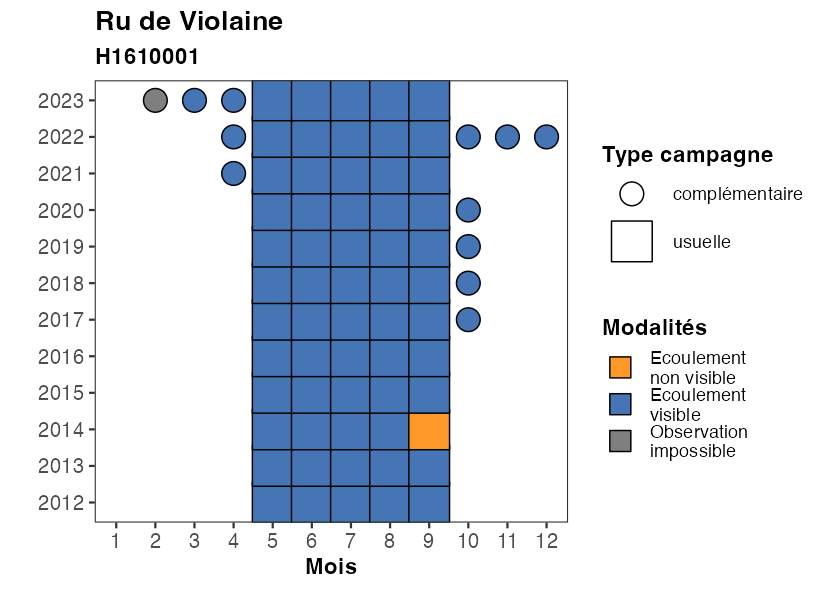 Ru de Violaine
H1610001
2023
2022
2021
2020
2019
2018
2017
2016
2015
2014
2013
2012
1 2 3 4 5 6 7 8 9 10 11 12
Mois
Type campagne
complémentaire
usuelle
Modalités
Ecoulement
non visible
Ecoulement
visible
Observation
impossible